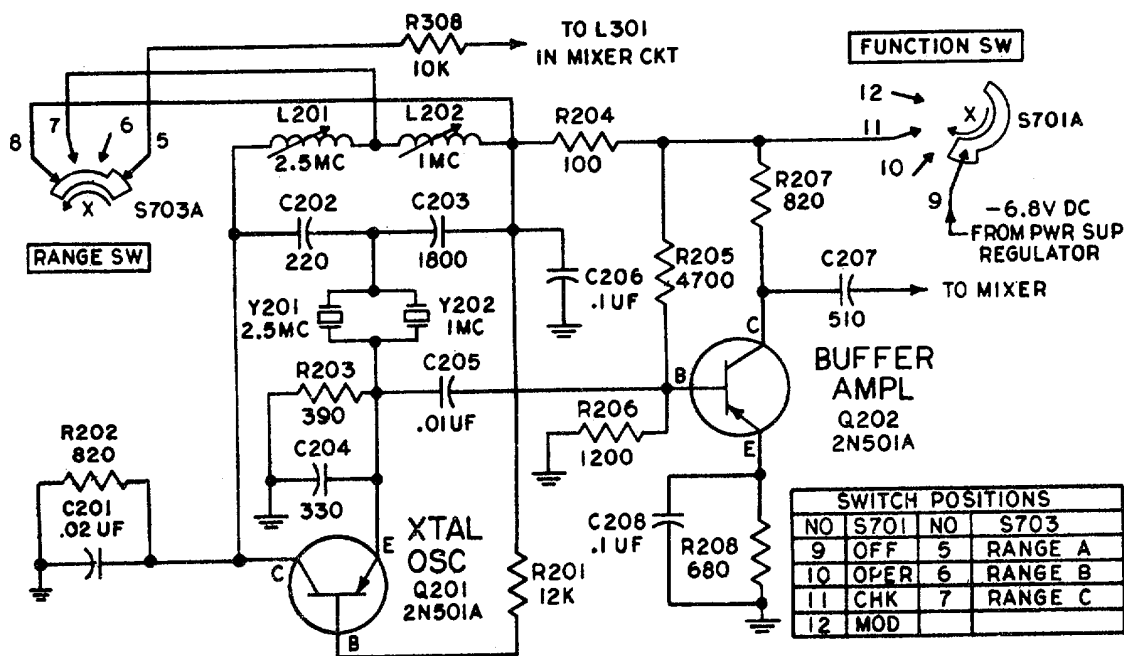 R308
10K
TO L301
IN MIXER CKT
FUNCTION SW
8
7
6
5
X
S703A
RANGE SW
L201
2.5MC
L202
1MC
R204
100
12
11
10
9
X
S701A
-6.8V DC
FROM PWR SUP
REGULATOR
C202
220
C203
1800
C206
.1UF
R205
4700
R207
820
C207
510
TO MIXER
Y201
2.5MC
Y202
1MC
R203
390
C205
.01UF
C
B
E
BUFFER
AMPL
Q202
2N501A
R206
1200
R202
820
C201
.02UF
C204
330
C
E
B
XTAL
OSC
Q201
2N501A
R201
12K
C208
.1UF
R208
680
SWITCH POSITIONS
NO S701 NO S703
9 OFF 5 RANGE A
10 OPER 6 RANGE B
11 CHK 7 RANGE C
12 MOD